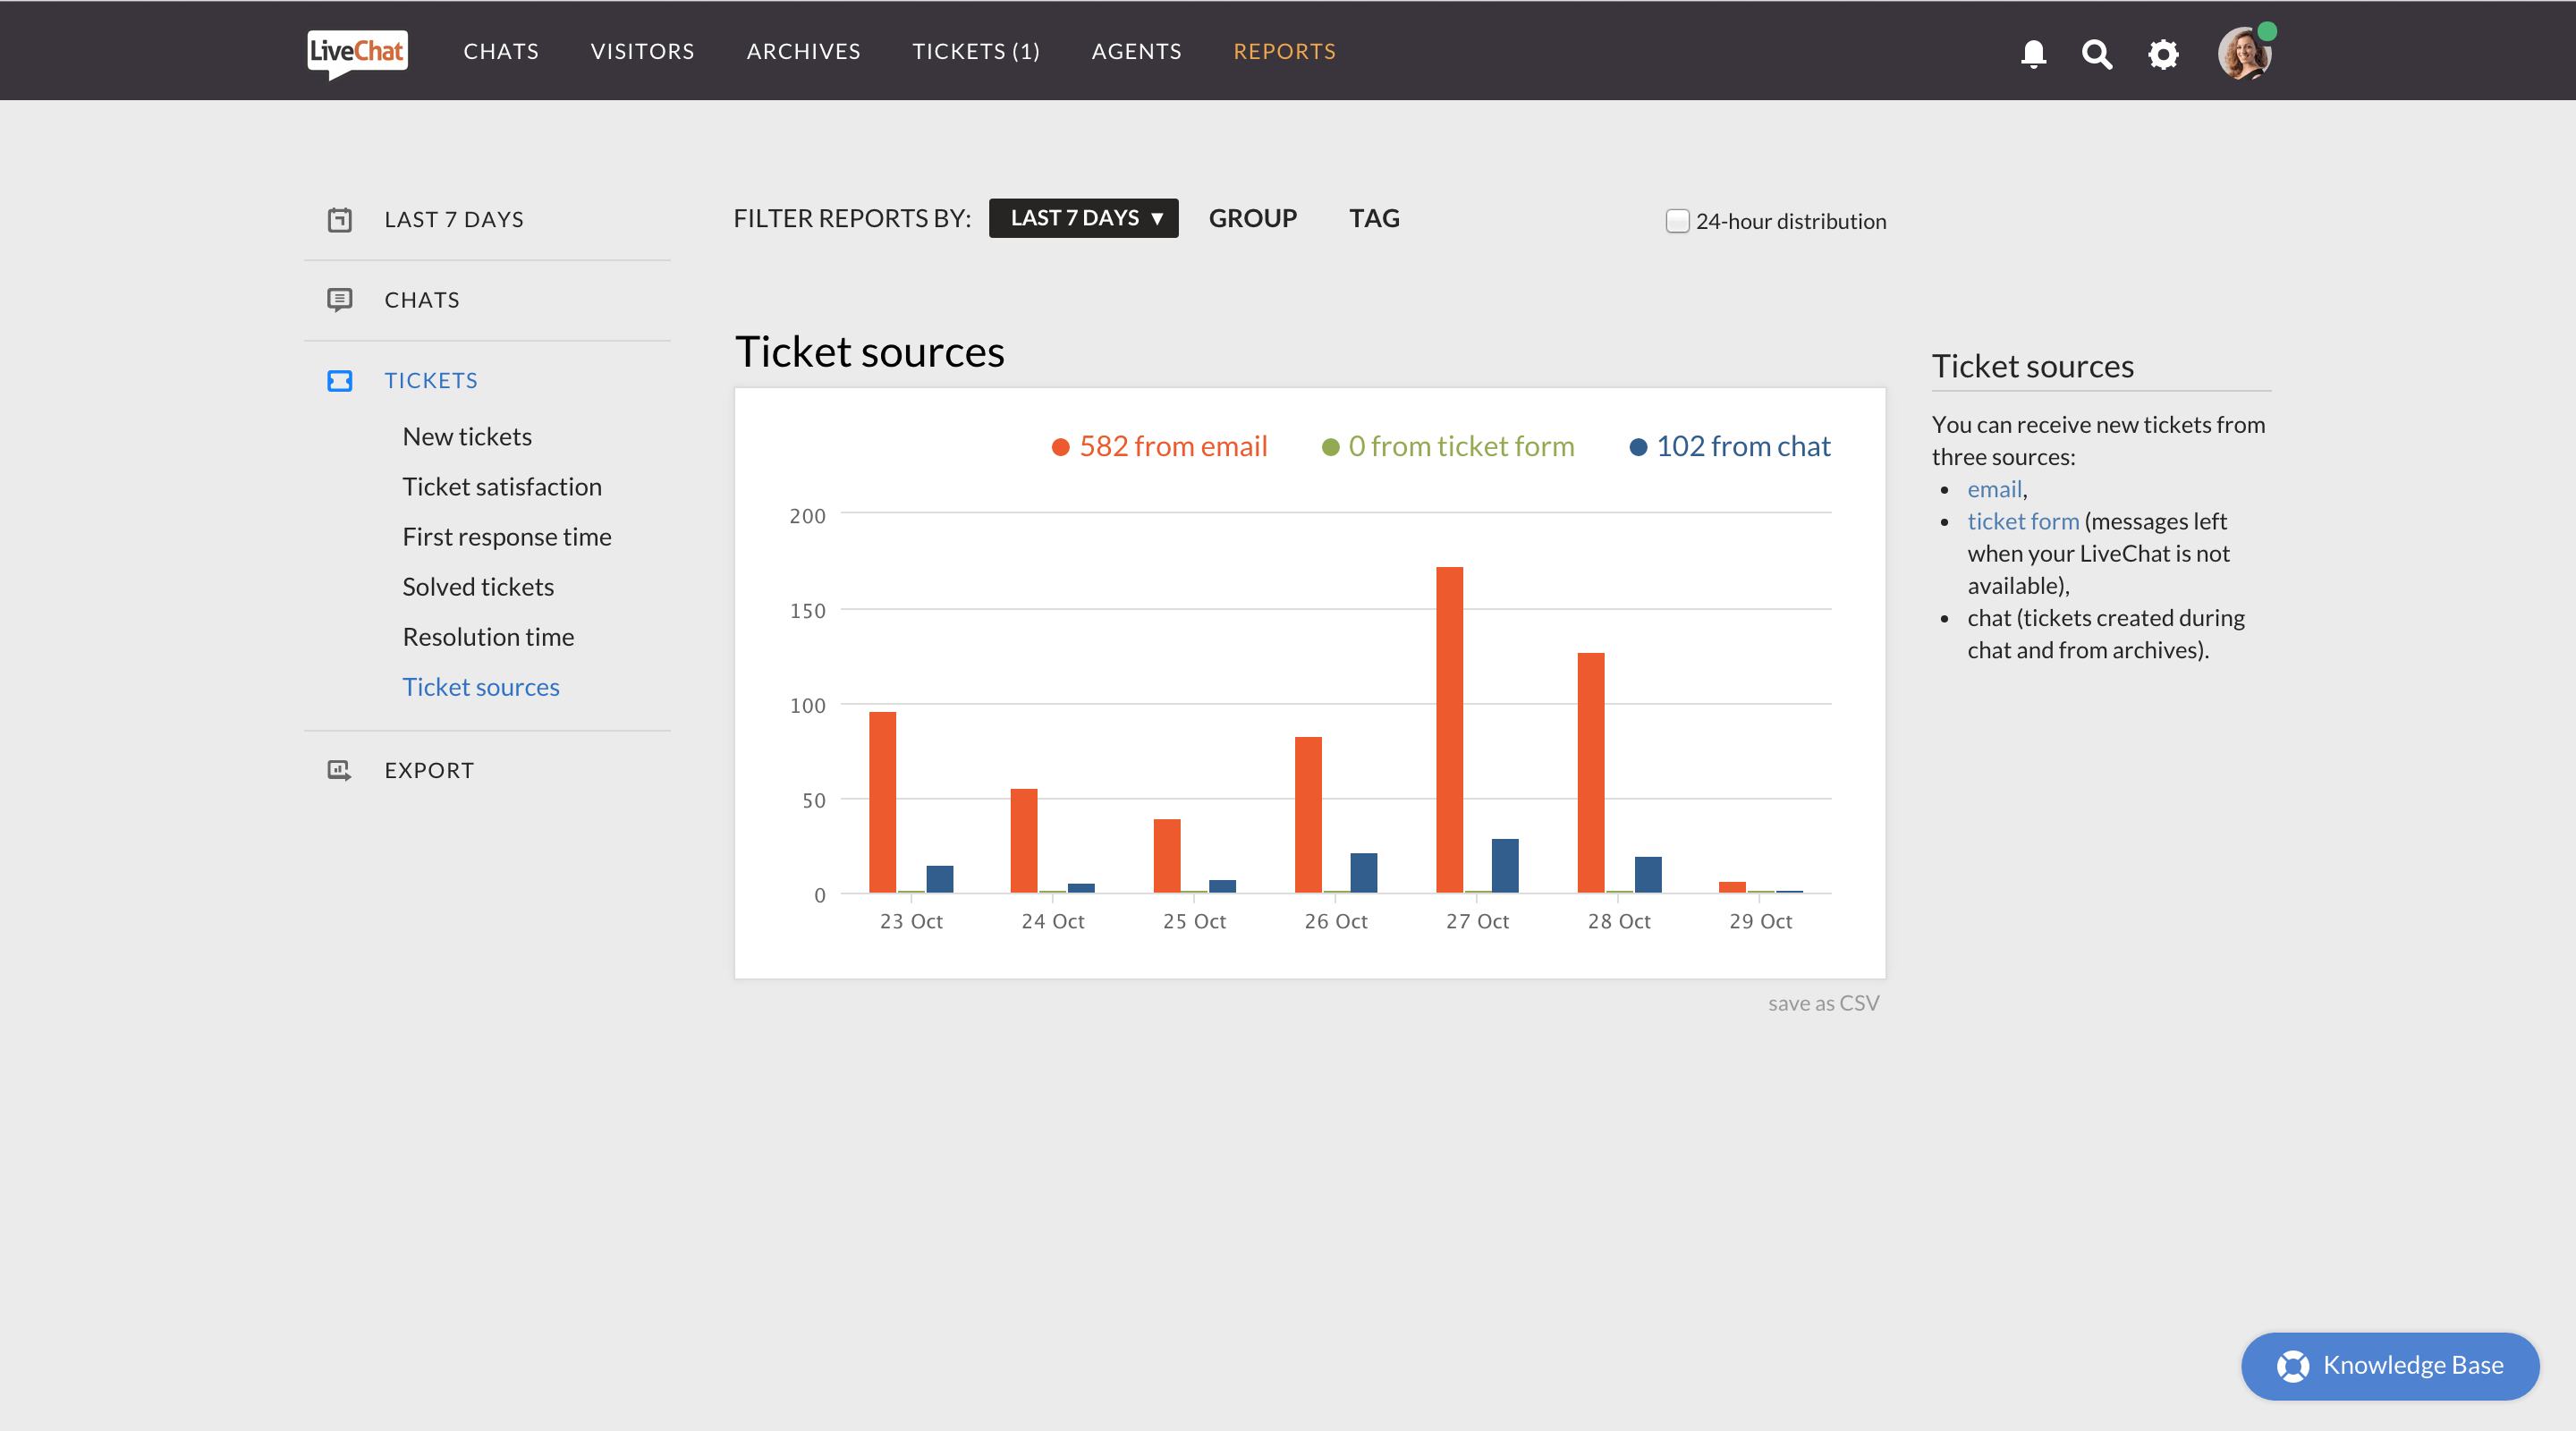 LiveChat CHATS VISITORS ARCHIVES TICKETS (1) AGENTS REPORTS
LAST 7 DAYS
CHATS
TICKETS
New tickets
Ticket satisfaction
First response time
Solved tickets
Resolution time
Ticket sources
EXPORT
FILTER REPORTS BY: LAST 7 DAYS ▼ GROUP TAG
24-hour distribution
Ticket sources
582 from email 0 from ticket form 102 from chat
200
150
100
50
0
23 Oct 24 Oct 25 Oct 26 Oct 27 Oct 28 Oct 29 Oct
save as CSV
Ticket sources
You can receive new tickets from
three sources:
• email,
• ticket form (messages left
when your LiveChat is not
available),
• chat (tickets created during
chat and from archives).
Knowledge Base